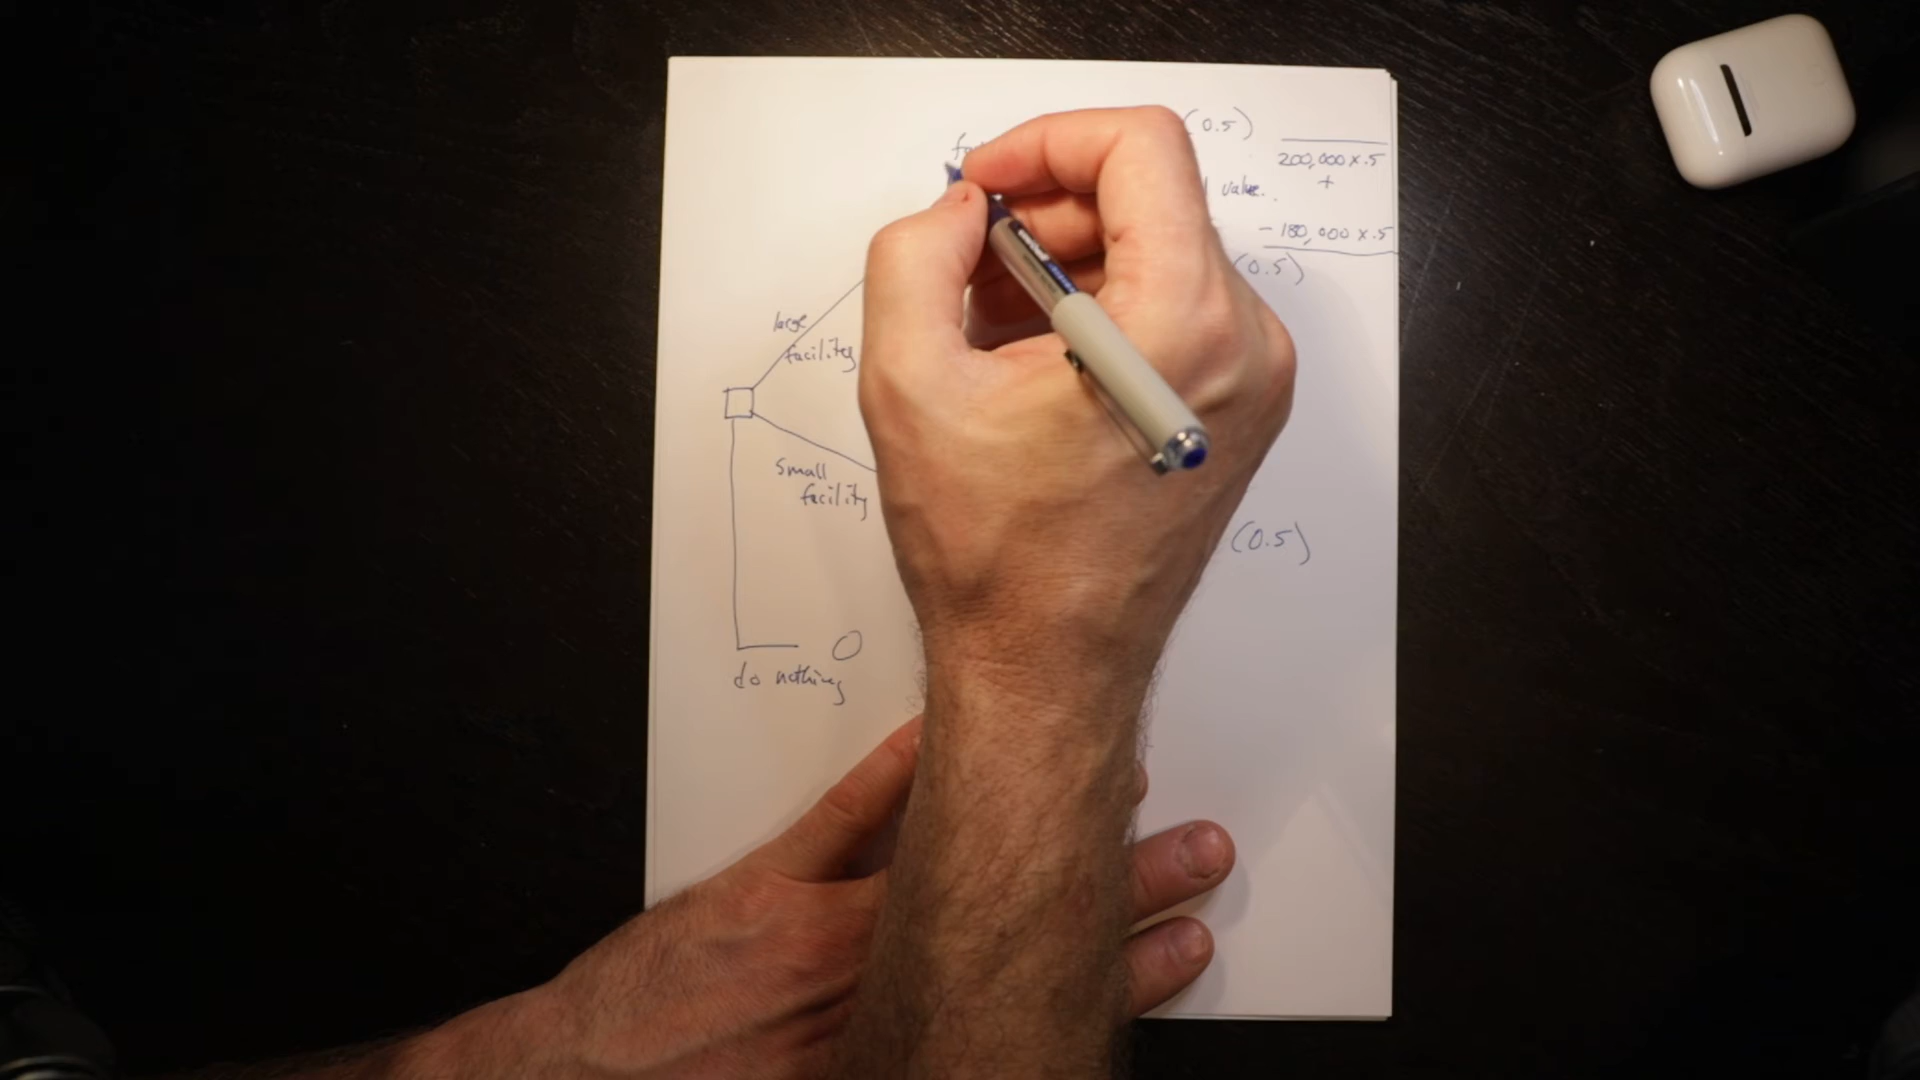 (0.5)
200,000 x .5
+
value.
- 180,000 x .5
(0.5)
large
facility
small
facility
(0.5)
0
do nothing